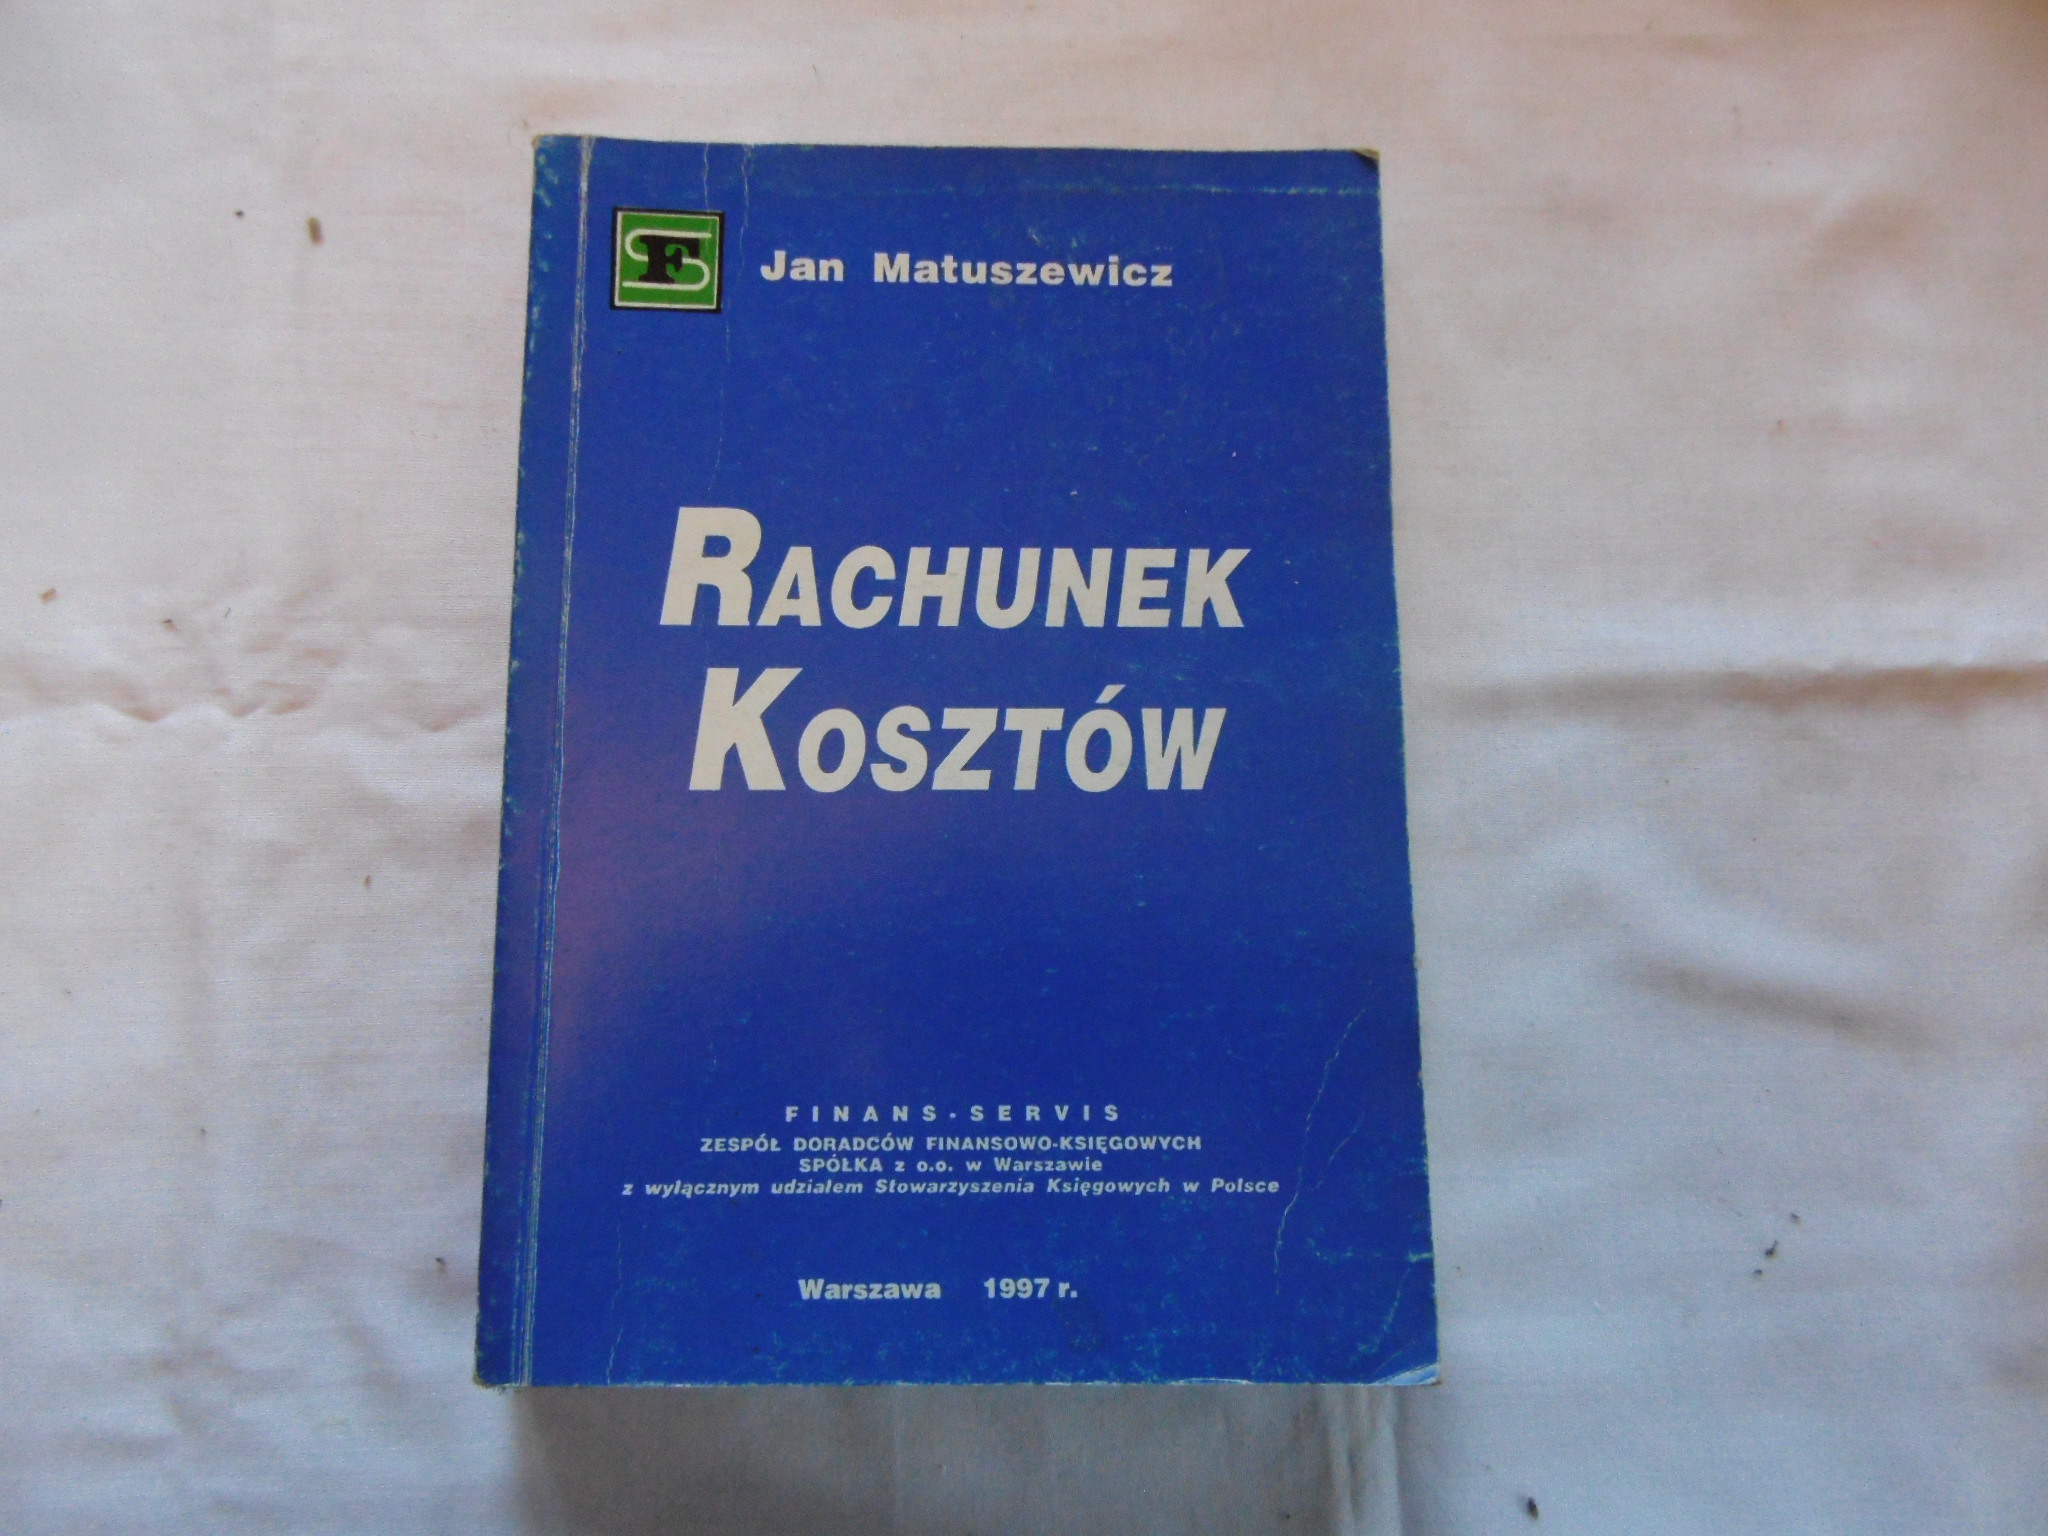 FS
Jan Matuszewicz
RACHUNEK
KOSZTÓW
FINANS-SERVIS
ZESPÓŁ DORADCÓW FINANSOWO-KSIĘGOWYCH
SPÓŁKA z o.o. w Warszawie
z wyłącznym udziałem Stowarzyszenia Księgowych w Polsce
Warszawa 1997 r.